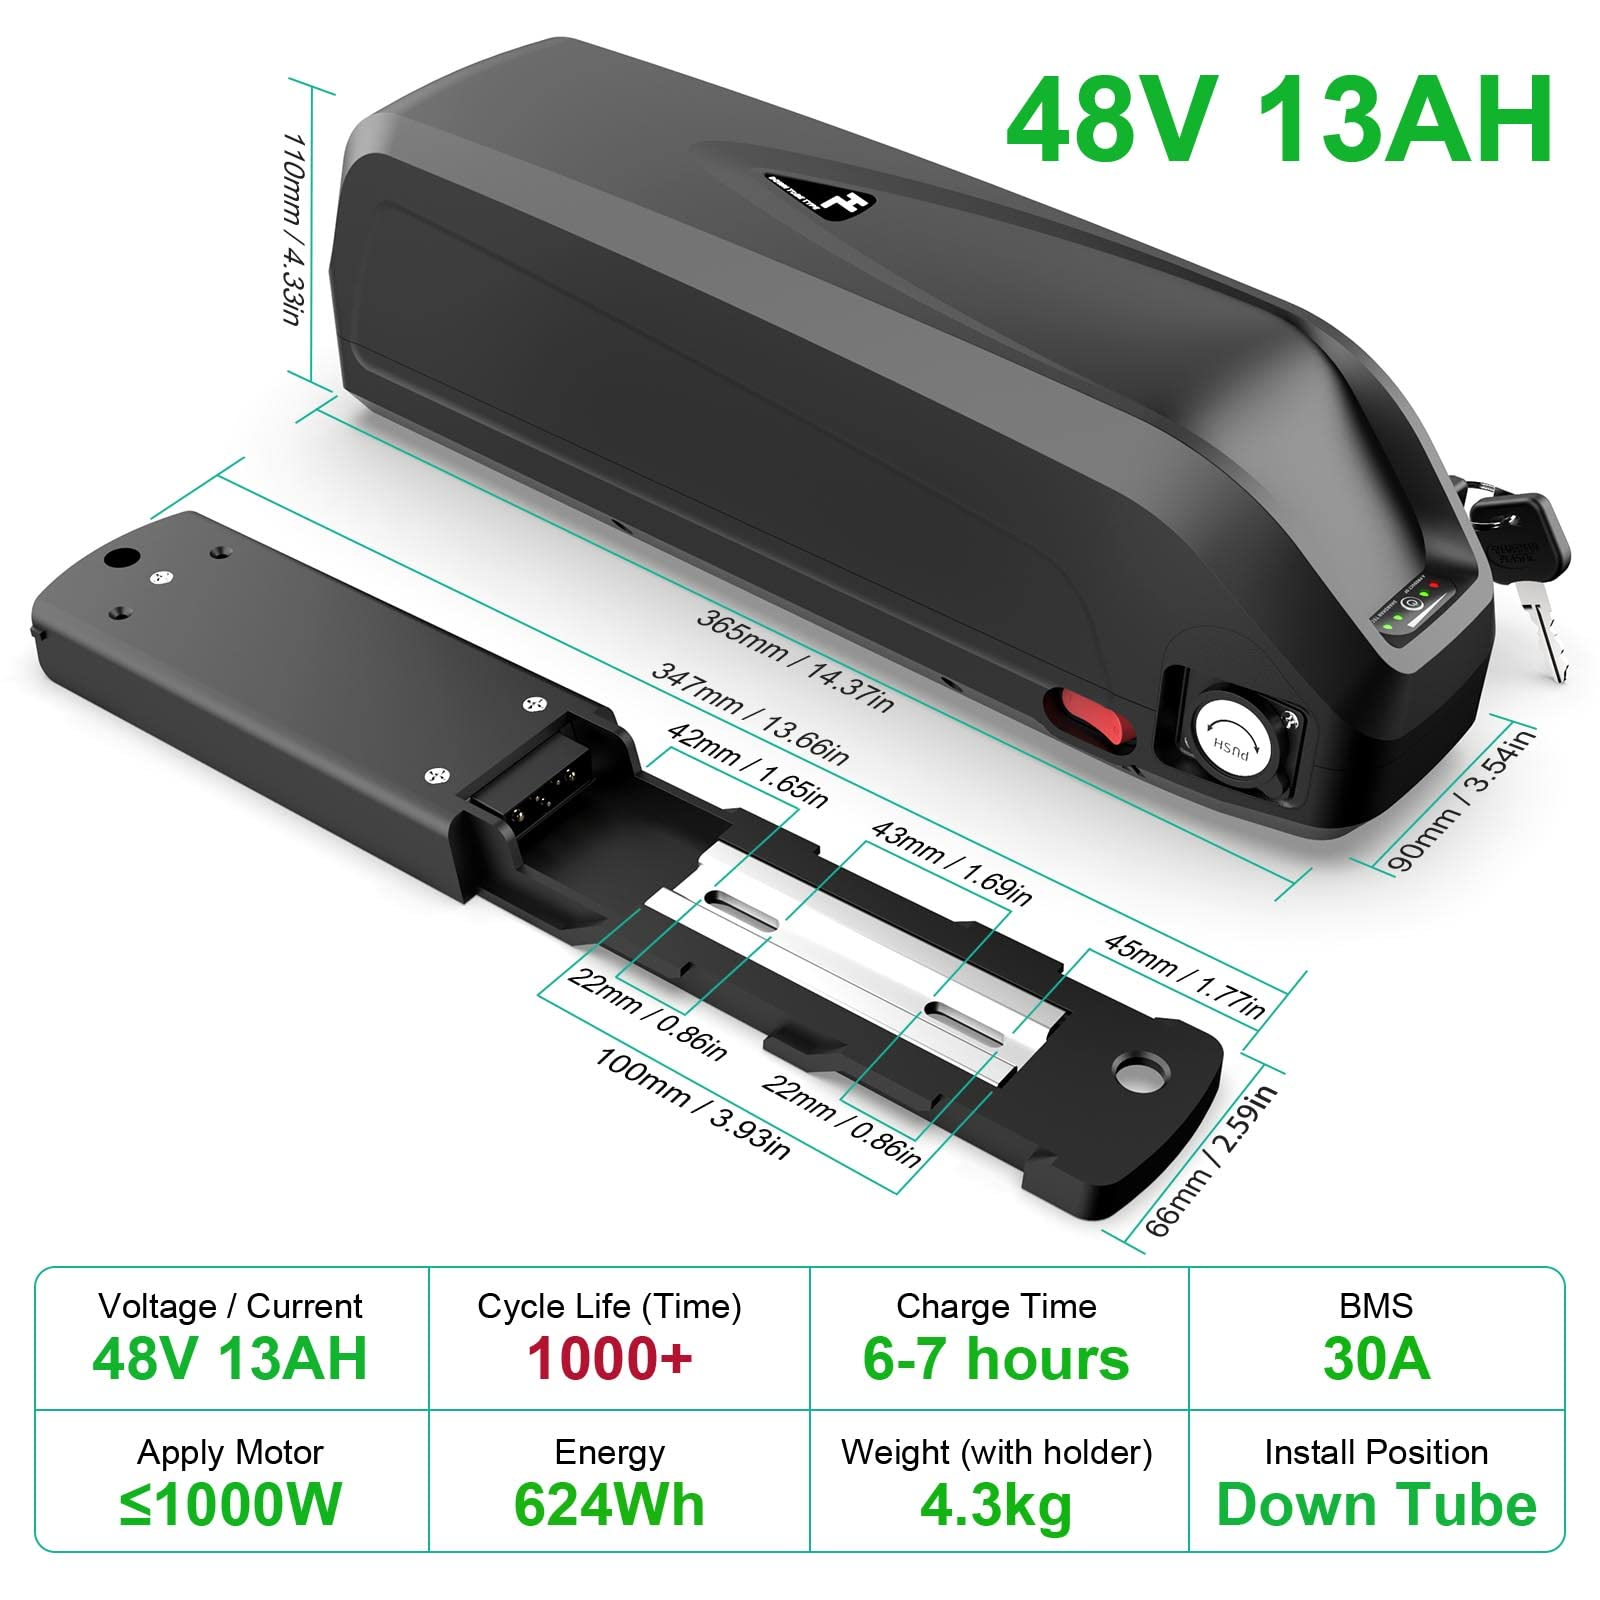 48V 13AH
110mm / 4.33in
DOWN TUBE TYPE
365mm / 14.37in
347mm / 13.66in
PUSH
90mm / 3.54in
42mm / 1.65in
43mm / 1.69in
45mm / 1.77in
22mm / 0.86in
100mm / 3.93in
22mm / 0.86in
66mm / 2.59in
Voltage / Current
48V 13AH
Cycle Life (Time)
1000+
Charge Time
6-7 hours
BMS
30A
Apply Motor
≤1000W
Energy
624Wh
Weight (with holder)
4.3kg
Install Position
Down Tube